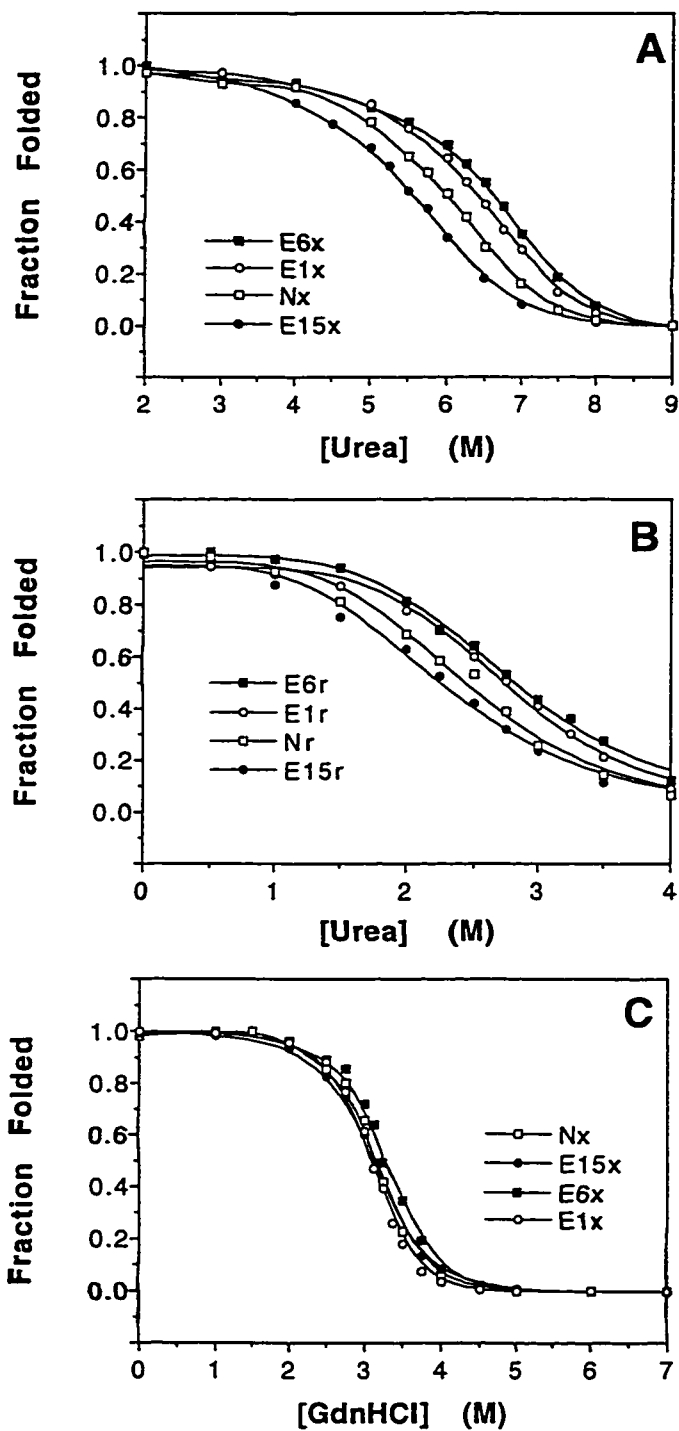 A
Fraction Folded
1.0
0.8
0.6
0.4
0.2
0.0
E6x
E1x
Nx
E15x
2 3 4 5 6 7 8 9
[Urea] (M)
B
Fraction Folded
1.0
0.8
0.6
0.4
0.2
0.0
E6r
E1r
Nr
E15r
0 1 2 3 4
[Urea] (M)
C
Fraction Folded
1.0
0.8
0.6
0.4
0.2
0.0
Nx
E15x
E6x
E1x
0 1 2 3 4 5 6 7
[GdnHCl] (M)